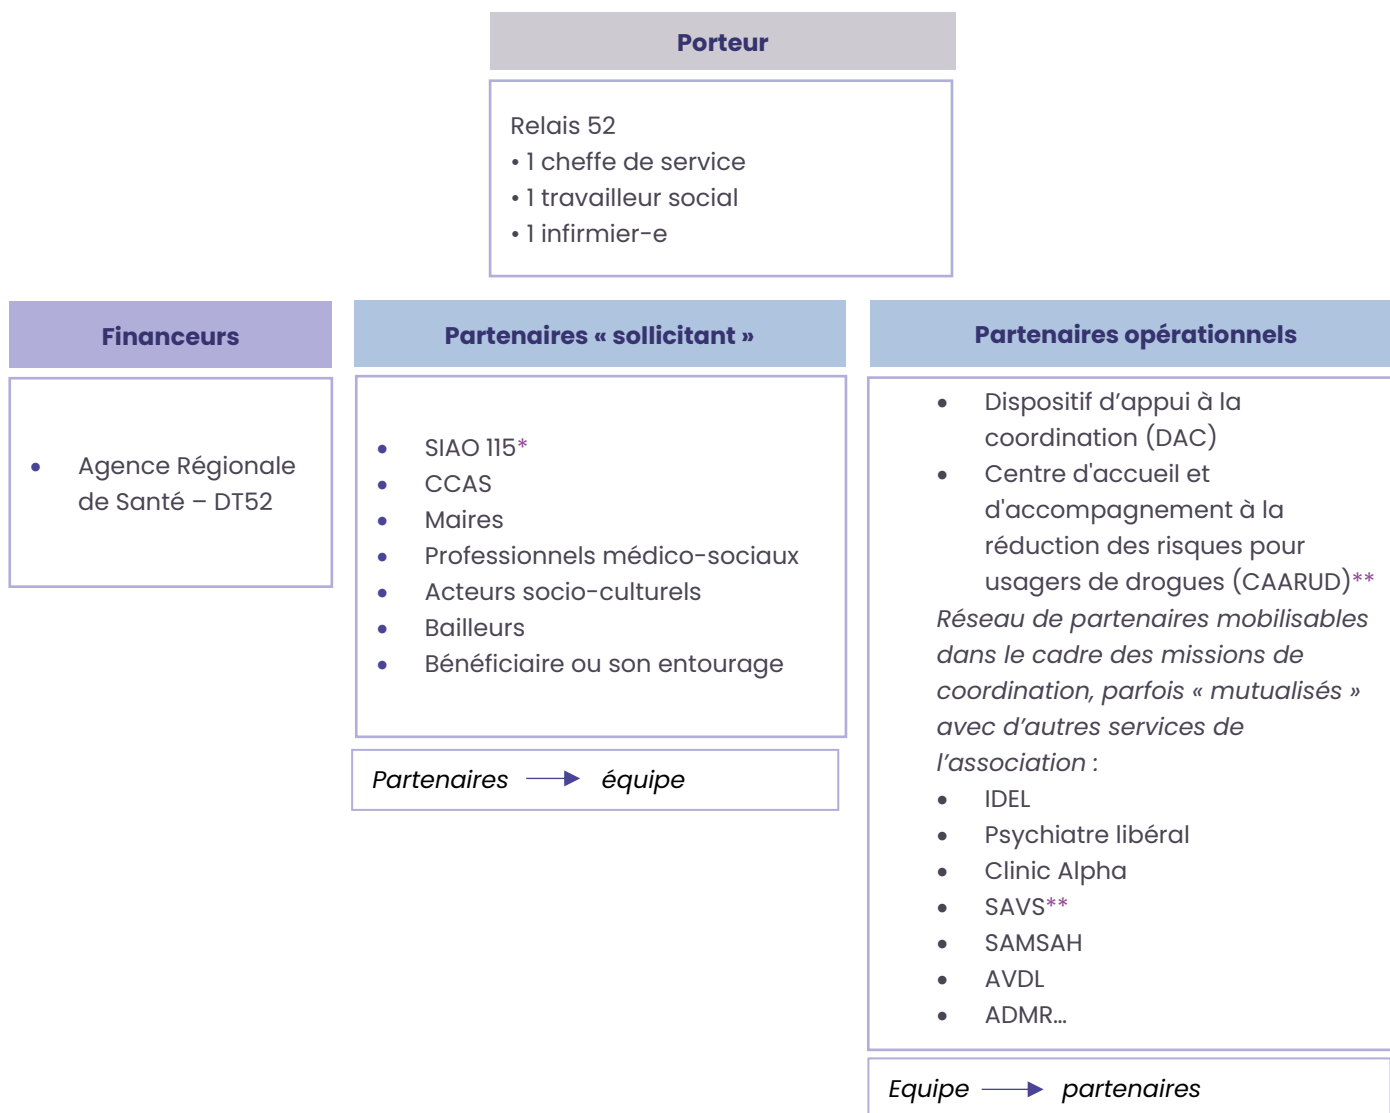 Porteur
Relais 52
• 1 cheffe de service
• 1 travailleur social
• 1 infirmier-e
Financeurs
• Agence Régionale
de Santé – DT52
Partenaires « sollicitant »
• SIAO 115*
• CCAS
• Maires
• Professionnels médico-sociaux
• Acteurs socio-culturels
• Bailleurs
• Bénéficiaire ou son entourage
Partenaires → équipe
Partenaires opérationnels
• Dispositif d’appui à la
coordination (DAC)
• Centre d'accueil et
d'accompagnement à la
réduction des risques pour
usagers de drogues (CAARUD)**
Réseau de partenaires mobilisables
dans le cadre des missions de
coordination, parfois « mutualisés »
avec d’autres services de
l’association :
• IDEL
• Psychiatre libéral
• Clinic Alpha
• SAVS**
• SAMSAH
• AVDL
• ADMR…
Equipe → partenaires